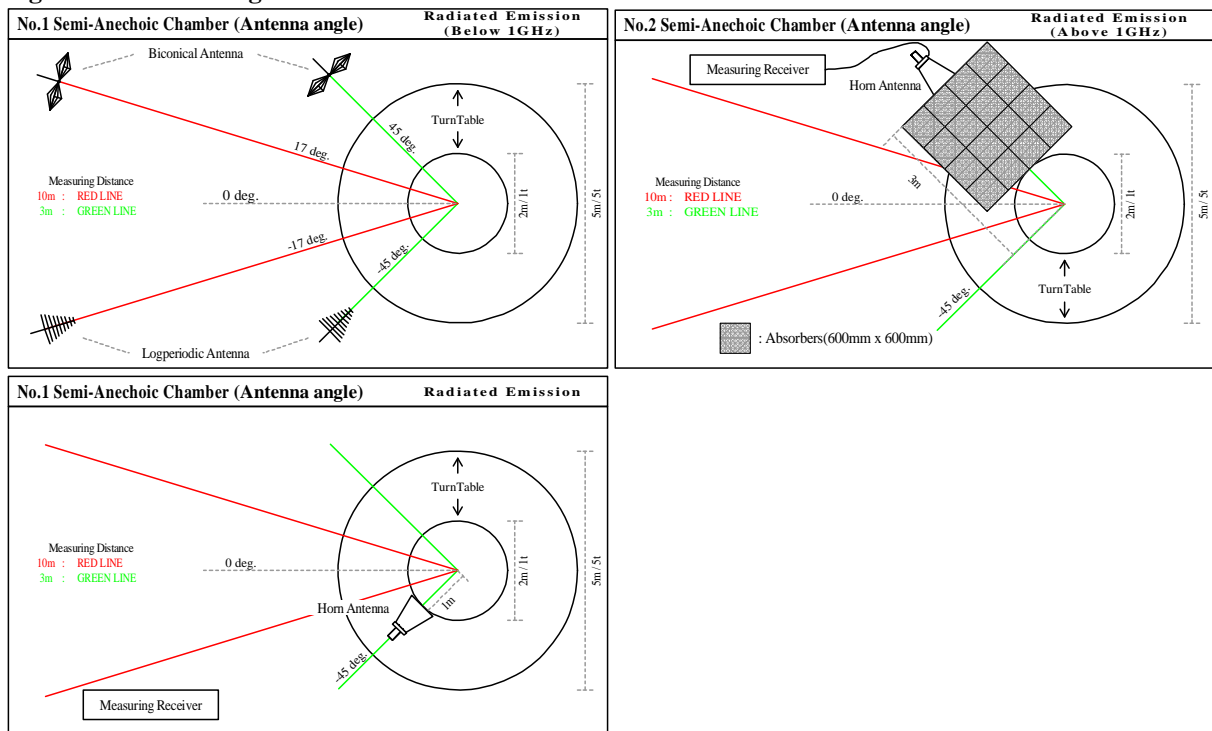 No.1 Semi-Anechoic Chamber (Antenna angle)
Radiated Emission
(Below 1GHz)
Biconical Antenna
TurnTable
45 deg.
17 deg.
Measuring Distance
10m : RED LINE
3m : GREEN LINE
0 deg.
-17 deg.
-45 deg.
2m / 1t
5m / 5t
Logperiodic Antenna
No.2 Semi-Anechoic Chamber (Antenna angle)
Radiated Emission
(Above 1GHz)
Measuring Receiver
Horn Antenna
3m
Measuring Distance
10m : RED LINE
3m : GREEN LINE
0 deg.
2m / 1t
5m / 5t
TurnTable
-45 deg.
: Absorbers(600mm x 600mm)
No.1 Semi-Anechoic Chamber (Antenna angle)
Radiated Emission
TurnTable
Measuring Distance
10m : RED LINE
3m : GREEN LINE
0 deg.
2m / 1t
5m / 5t
1m
Horn Antenna
-45 deg.
Measuring Receiver